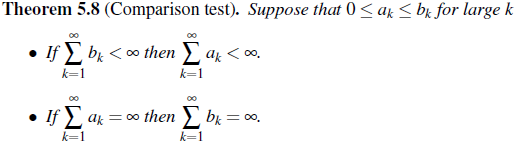 Theorem 5.8 (Comparison test). Suppose that 0 ≤ aₖ ≤ bₖ for large k
• If ∑_{k=1}^{∞} bₖ < ∞ then ∑_{k=1}^{∞} aₖ < ∞.
• If ∑_{k=1}^{∞} aₖ = ∞ then ∑_{k=1}^{∞} bₖ = ∞.